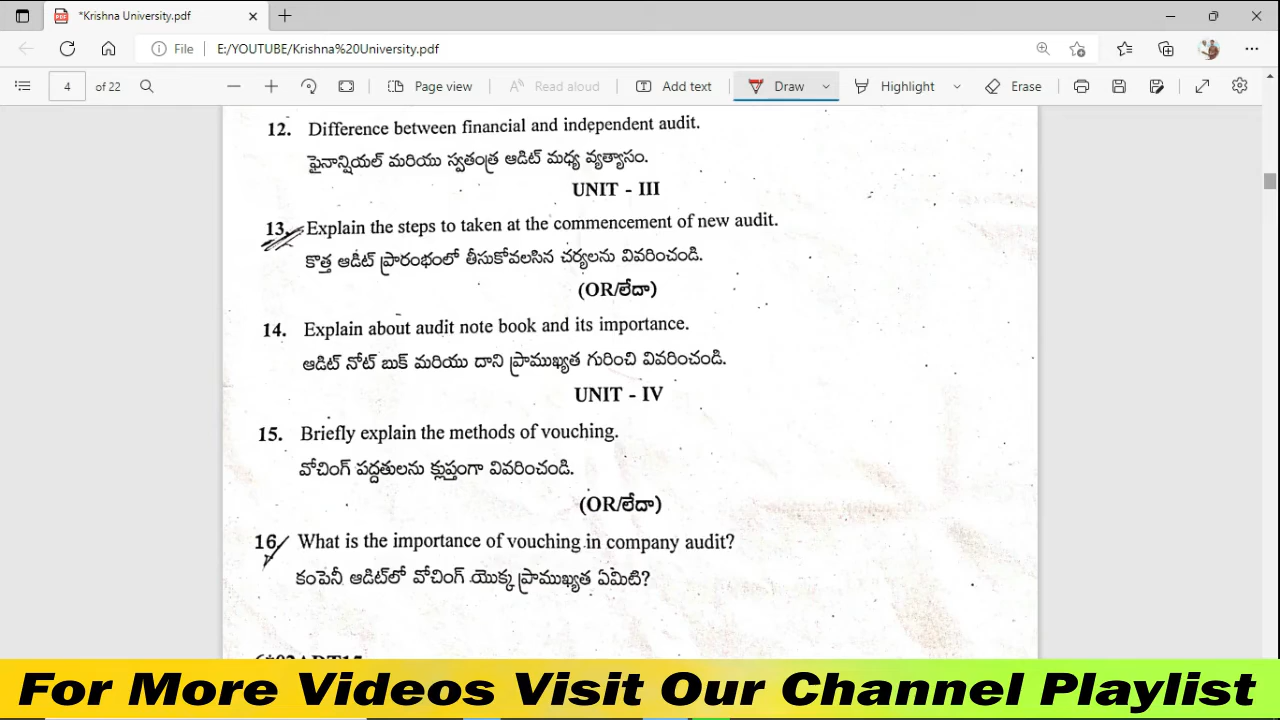 *Krishna University.pdf
File E:/YOUTUBE/Krishna%20University.pdf
4 of 22 Page view Read aloud Add text Draw Highlight Erase
12. Difference between financial and independent audit.
ఫైనాన్షియల్ మరియు స్వతంత్ర ఆడిట్ మధ్య వ్యత్యాసం.
UNIT - III
13. Explain the steps to taken at the commencement of new audit.
కొత్త ఆడిట్ ప్రారంభంలో తీసుకోవలసిన చర్యలను వివరించండి.
(OR/లేదా)
14. Explain about audit note book and its importance.
ఆడిట్ నోట్ బుక్ మరియు దాని ప్రాముఖ్యత గురించి వివరించండి.
UNIT - IV
15. Briefly explain the methods of vouching.
వోచింగ్ పద్దతులను క్లుప్తంగా వివరించండి.
(OR/లేదా)
16. What is the importance of vouching in company audit?
కంపెనీ ఆడిట్‌లో వోచింగ్ యొక్క ప్రాముఖ్యత ఏమిటి?
For More Videos Visit Our Channel Playlist